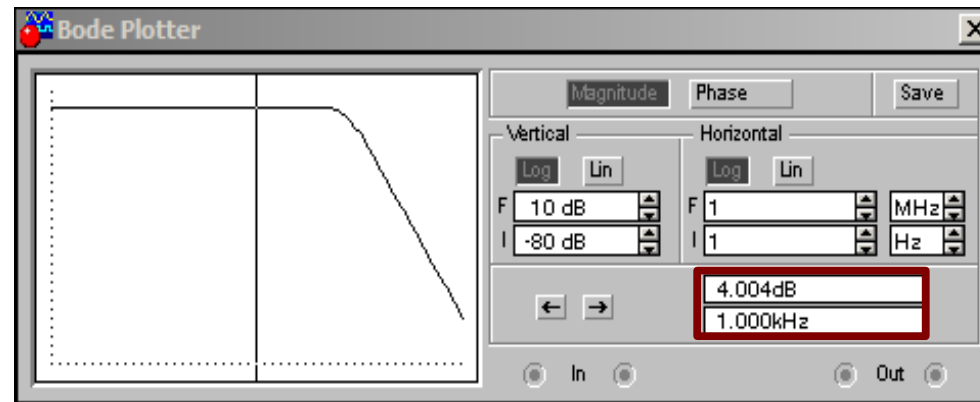 Bode Plotter
Magnitude Phase Save
Vertical Horizontal
Log Lin Log Lin
F 10 dB F 1 MHz
I -80 dB I 1 Hz
← → 4.004dB
1.000kHz
In Out